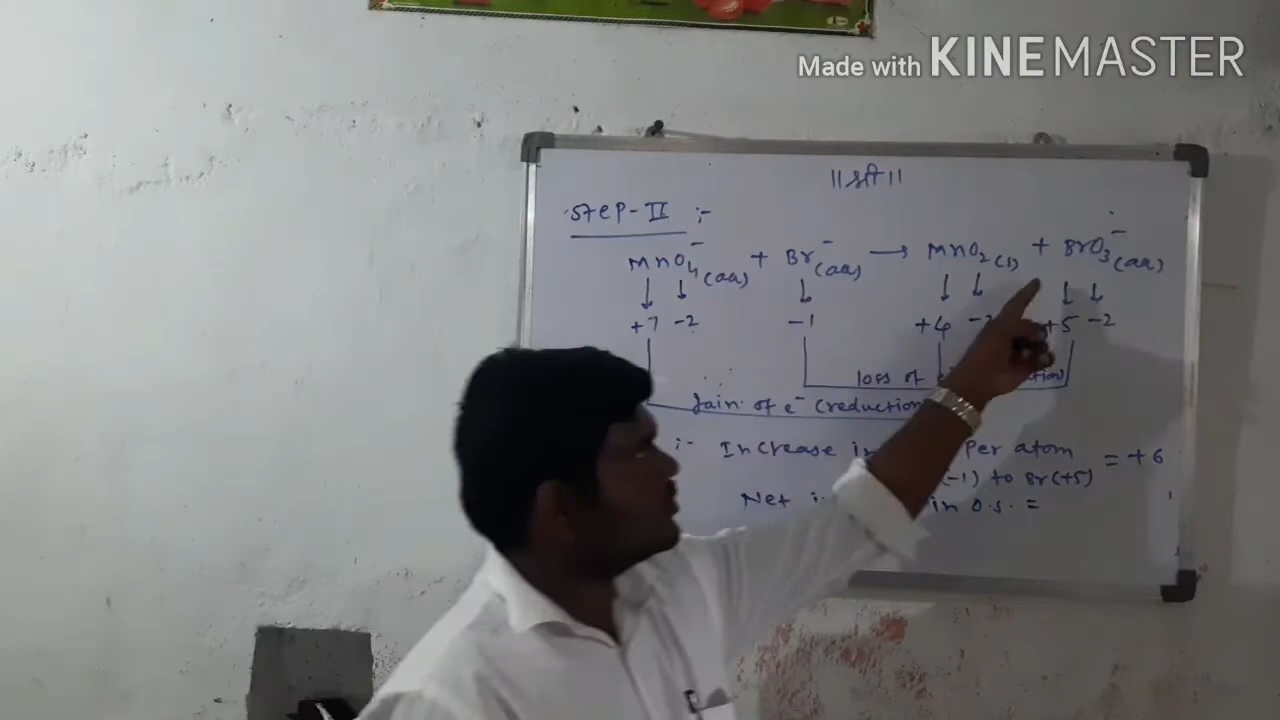 Made with KINEMASTER
॥ श्री ॥
Step-II :-
MnO₄⁻(aq) + Br⁻(aq) → MnO₂(s) + BrO₃⁻(aq)
+7 -2 -1 +4 +5 -2
loss of
Gain of e⁻ (reduction
:- Increase in Per atom = +6
(-1) to Br(+5)
Net in o.s. =